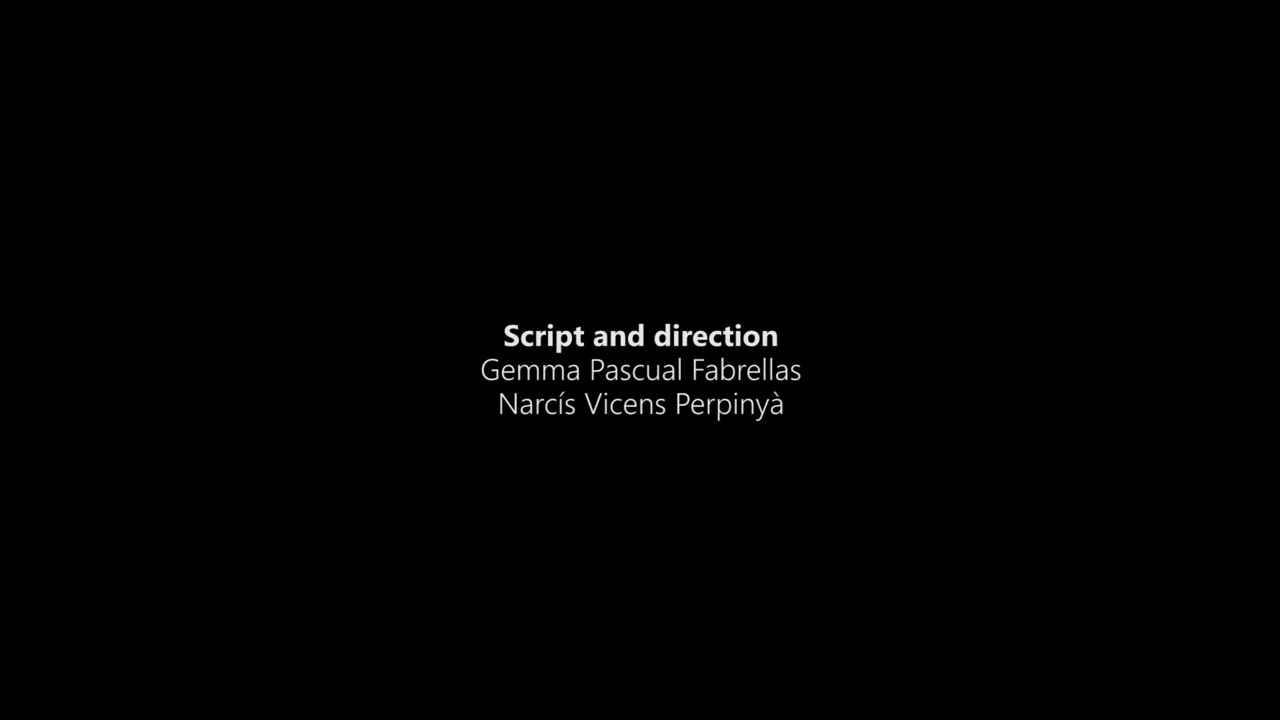 Script and direction
Gemma Pascual Fabrellas
Narcís Vicens Perpinyà